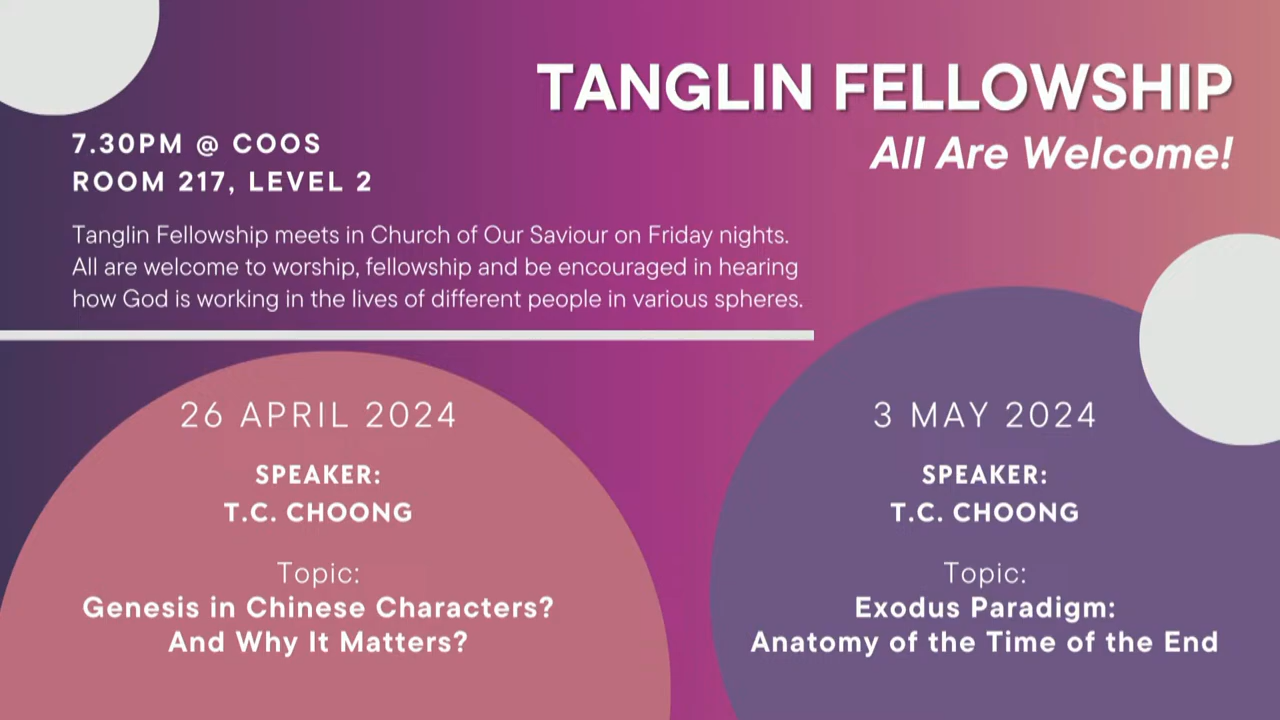 TANGLIN FELLOWSHIP
All Are Welcome!
7.30PM @ COOS
ROOM 217, LEVEL 2
Tanglin Fellowship meets in Church of Our Saviour on Friday nights.
All are welcome to worship, fellowship and be encouraged in hearing
how God is working in the lives of different people in various spheres.
26 APRIL 2024
SPEAKER:
T.C. CHOONG
Topic:
Genesis in Chinese Characters?
And Why It Matters?
3 MAY 2024
SPEAKER:
T.C. CHOONG
Topic:
Exodus Paradigm:
Anatomy of the Time of the End